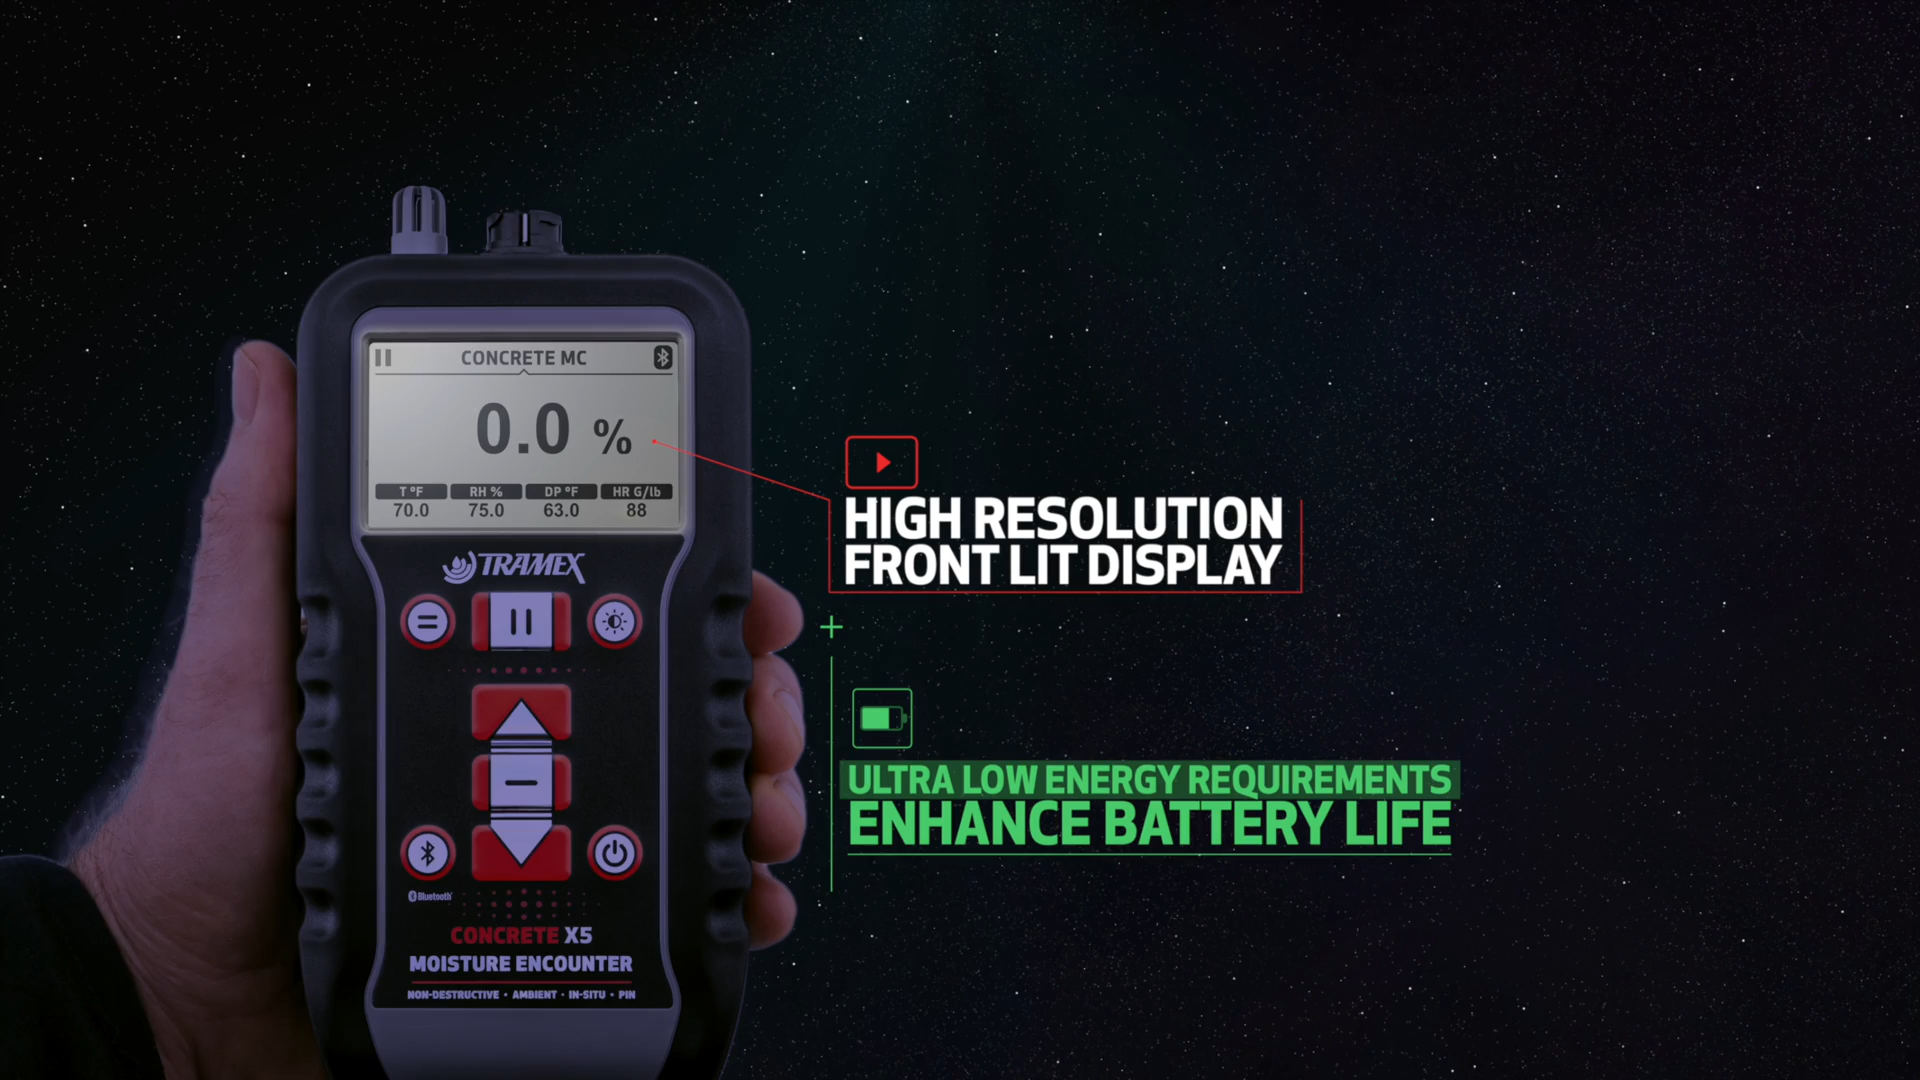 CONCRETE MC
0.0 %
T °F RH % DP °F HR G/lb
70.0 75.0 63.0 88
TRAMEX
Bluetooth
CONCRETE X5
MOISTURE ENCOUNTER
NON-DESTRUCTIVE • AMBIENT • IN-SITU • PIN
HIGH RESOLUTION
FRONT LIT DISPLAY
ULTRA LOW ENERGY REQUIREMENTS
ENHANCE BATTERY LIFE